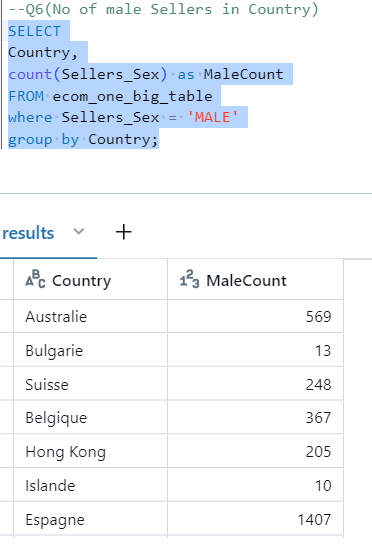 --Q6(No of male Sellers in Country)
SELECT
Country,
count(Sellers_Sex) as MaleCount
FROM ecom_one_big_table
where Sellers_Sex = 'MALE'
group by Country;
results +
ABC Country 123 MaleCount
Australie 569
Bulgarie 13
Suisse 248
Belgique 367
Hong Kong 205
Islande 10
Espagne 1407